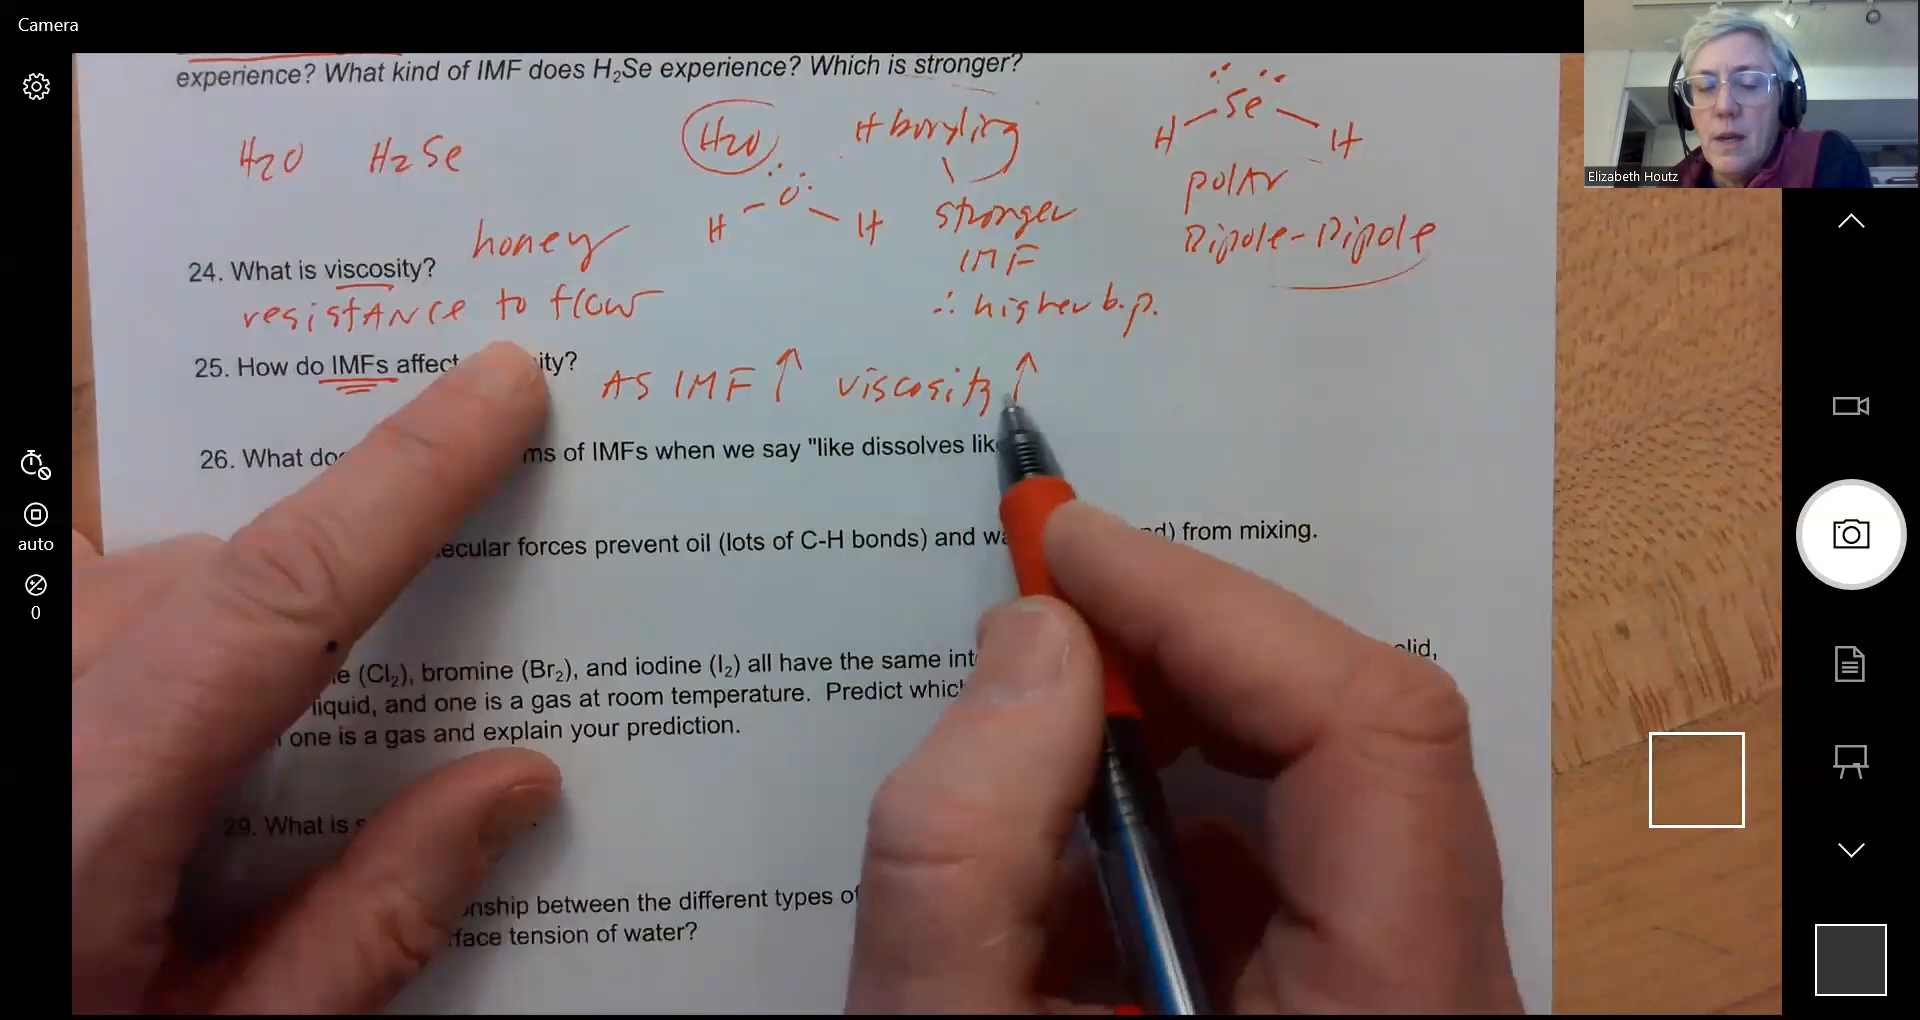 Camera
experience? What kind of IMF does H₂Se experience? Which is stronger?
H2O H2Se
H2O
H bonding
Se
H H
O
H H
stronger
IMF
∴ higher b.p.
polar
Dipole-Dipole
Elizabeth Houtz
24. What is viscosity?
honey
resistance to flow
25. How do IMFs affect ity?
As IMF ↑ viscosity ↑
26. What do ms of IMFs when we say "like dissolves lik
auto
ecular forces prevent oil (lots of C-H bonds) and w d) from mixing.
0
e (Cl₂), bromine (Br₂), and iodine (I₂) all have the same int olid,
liquid, and one is a gas at room temperature. Predict whic
one is a gas and explain your prediction.
29. What is s
onship between the different types of
rface tension of water?